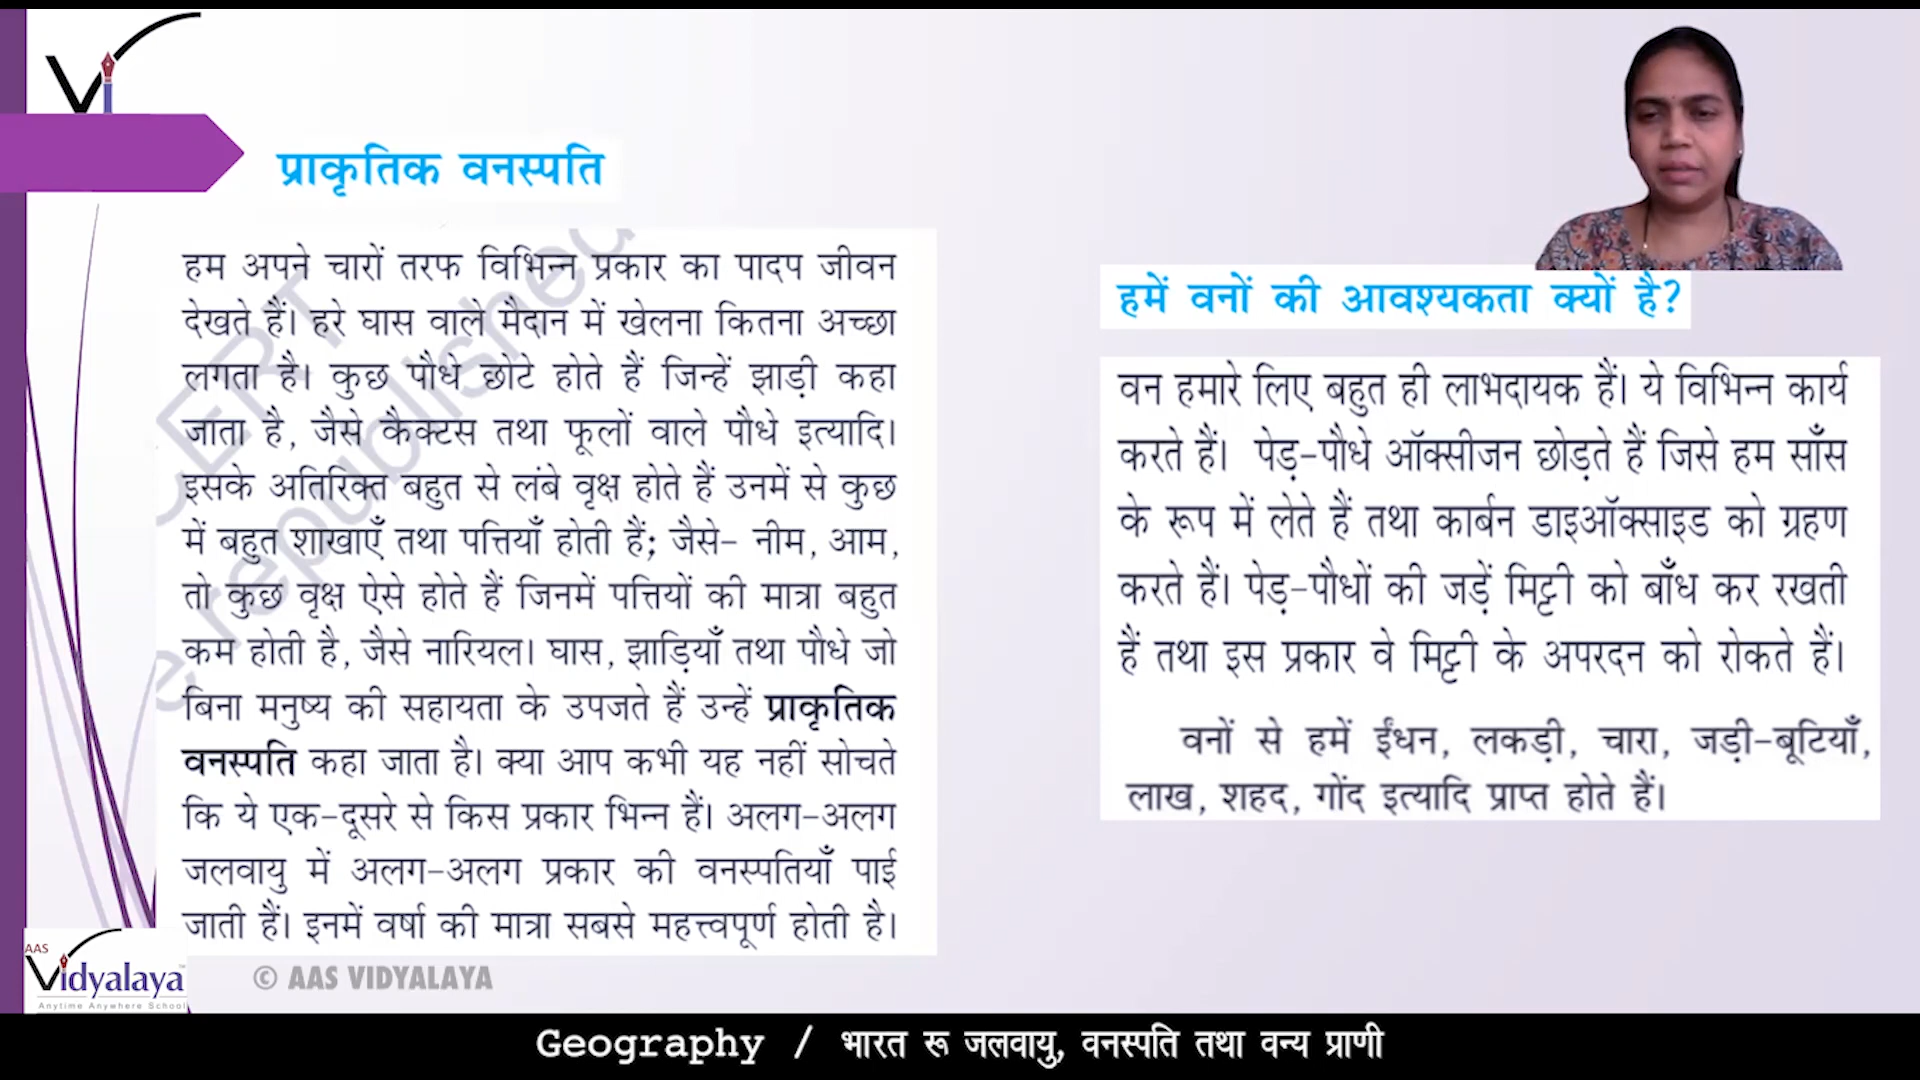 प्राकृतिक वनस्पति
हम अपने चारों तरफ विभिन्न प्रकार का पादप जीवन
देखते हैं। हरे घास वाले मैदान में खेलना कितना अच्छा
लगता है। कुछ पौधे छोटे होते हैं जिन्हें झाड़ी कहा
जाता है, जैसे कैक्टस तथा फूलों वाले पौधे इत्यादि।
इसके अतिरिक्त बहुत से लंबे वृक्ष होते हैं उनमें से कुछ
में बहुत शाखाएँ तथा पत्तियाँ होती हैं; जैसे- नीम, आम,
तो कुछ वृक्ष ऐसे होते हैं जिनमें पत्तियों की मात्रा बहुत
कम होती है, जैसे नारियल। घास, झाड़ियाँ तथा पौधे जो
बिना मनुष्य की सहायता के उपजते हैं उन्हें प्राकृतिक
वनस्पति कहा जाता है। क्या आप कभी यह नहीं सोचते
कि ये एक-दूसरे से किस प्रकार भिन्न हैं। अलग-अलग
जलवायु में अलग-अलग प्रकार की वनस्पतियाँ पाई
जाती हैं। इनमें वर्षा की मात्रा सबसे महत्त्वपूर्ण होती है।
हमें वनों की आवश्यकता क्यों है?
वन हमारे लिए बहुत ही लाभदायक हैं। ये विभिन्न कार्य
करते हैं। पेड़-पौधे ऑक्सीजन छोड़ते हैं जिसे हम साँस
के रूप में लेते हैं तथा कार्बन डाइऑक्साइड को ग्रहण
करते हैं। पेड़-पौधों की जड़ें मिट्टी को बाँध कर रखती
हैं तथा इस प्रकार वे मिट्टी के अपरदन को रोकते हैं।
वनों से हमें ईंधन, लकड़ी, चारा, जड़ी-बूटियाँ,
लाख, शहद, गोंद इत्यादि प्राप्त होते हैं।
AAS
Vidyalaya
Anytime Anywhere School
© AAS VIDYALAYA
Geography / भारत रू जलवायु, वनस्पति तथा वन्य प्राणी